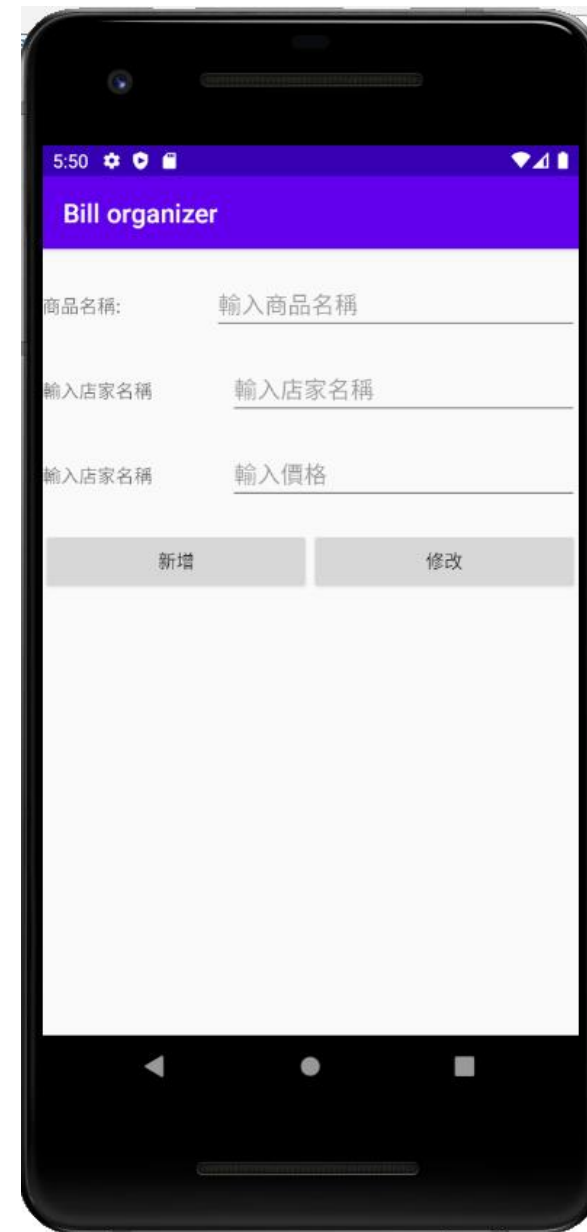 5:50
Bill organizer
商品名稱: 輸入商品名稱
輸入店家名稱 輸入店家名稱
輸入店家名稱 輸入價格
新增 修改